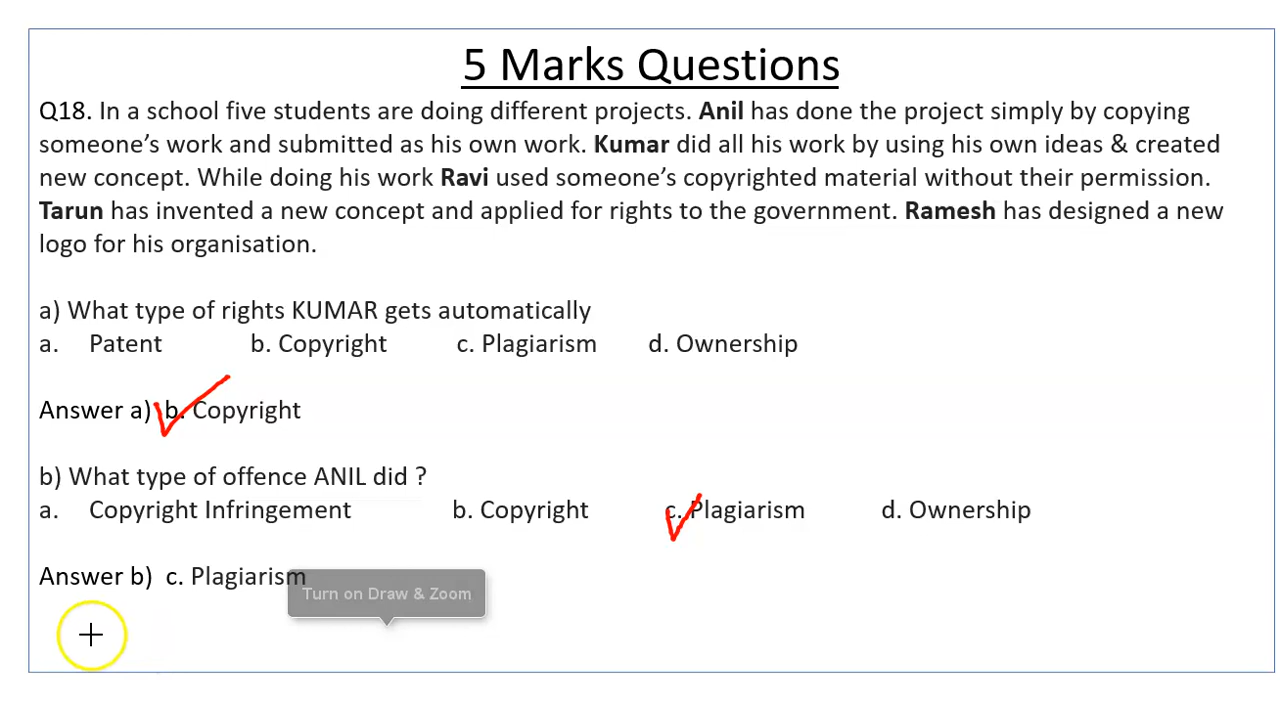 5 Marks Questions
Q18. In a school five students are doing different projects. Anil has done the project simply by copying
someone's work and submitted as his own work. Kumar did all his work by using his own ideas & created
new concept. While doing his work Ravi used someone's copyrighted material without their permission.
Tarun has invented a new concept and applied for rights to the government. Ramesh has designed a new
logo for his organisation.
a) What type of rights KUMAR gets automatically
a. Patent b. Copyright c. Plagiarism d. Ownership
Answer a) b. Copyright
b) What type of offence ANIL did ?
a. Copyright Infringement b. Copyright c. Plagiarism d. Ownership
Answer b) c. Plagiarism
Turn on Draw & Zoom